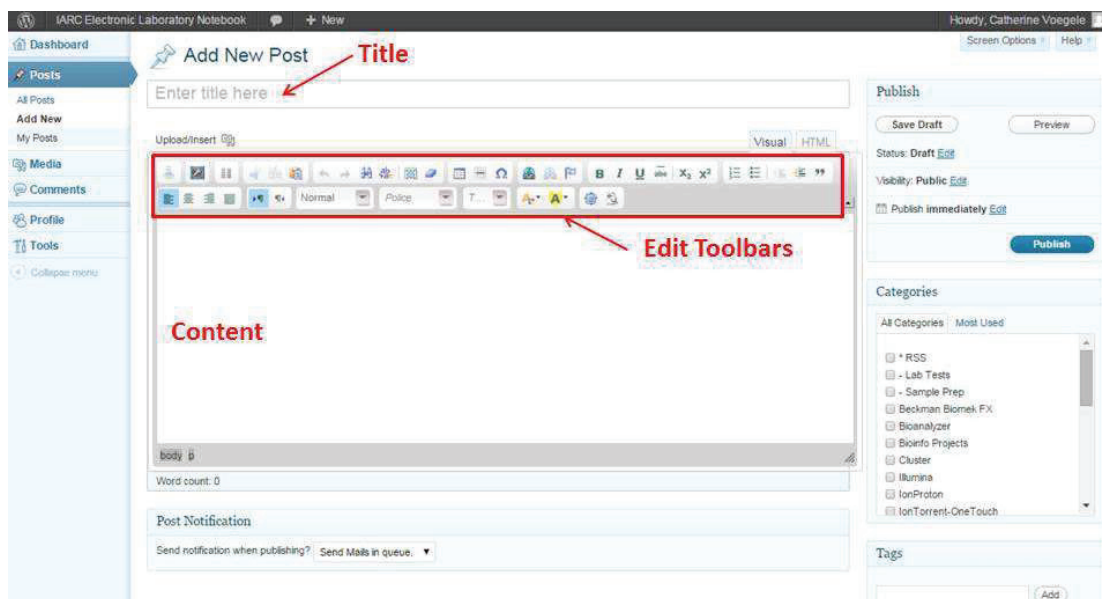 IARC Electronic Laboratory Notebook + New Howdy, Catherine Voegele
Screen Options Help
Dashboard
Posts
All Posts
Add New
My Posts
Media
Comments
Profile
Tools
Collapse menu
Add New Post
Title
Enter title here
Upload/Insert
Visual HTML
B I U abc X₂ X²
Normal Police T...
Edit Toolbars
Content
body p
Word count: 0
Post Notification
Send notification when publishing? Send Mails in queue.
Publish
Save Draft Preview
Status: Draft Edit
Visibility: Public Edit
Publish immediately Edit
Publish
Categories
All Categories Most Used
* RSS
- Lab Tests
- Sample Prep
Beckman Biomek FX
Bioanalyzer
Bioinfo Projects
Cluster
Illumina
IonProton
IonTorrent-OneTouch
Tags
Add